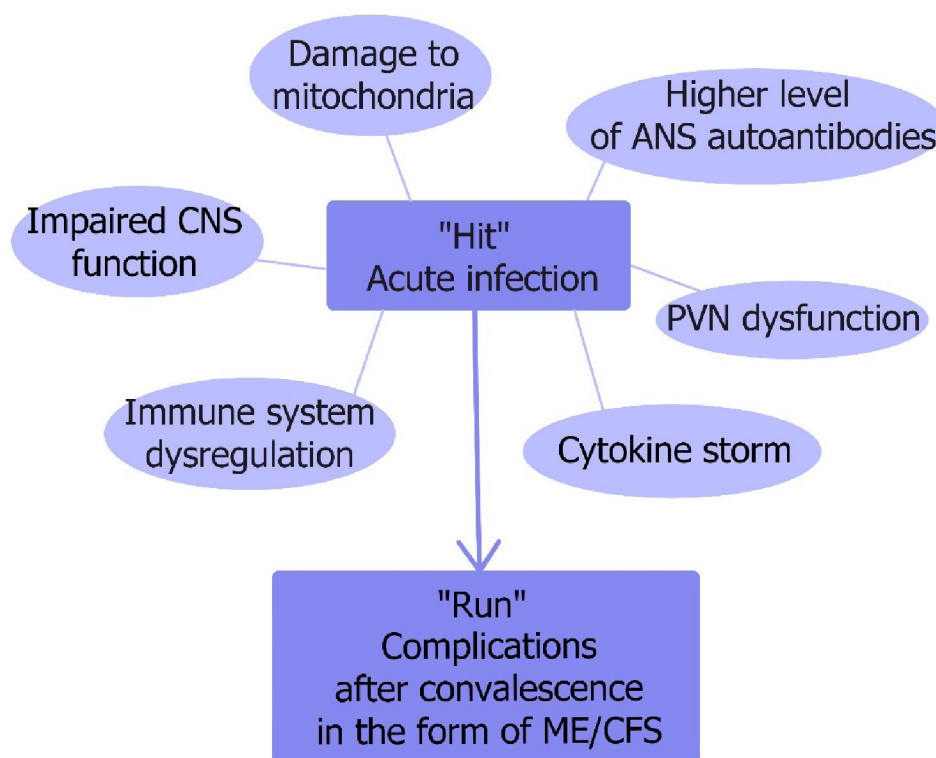 Damage to
mitochondria
Higher level
of ANS autoantibodies
Impaired CNS
function
"Hit"
Acute infection
PVN dysfunction
Immune system
dysregulation
Cytokine storm
"Run"
Complications
after convalescence
in the form of ME/CFS